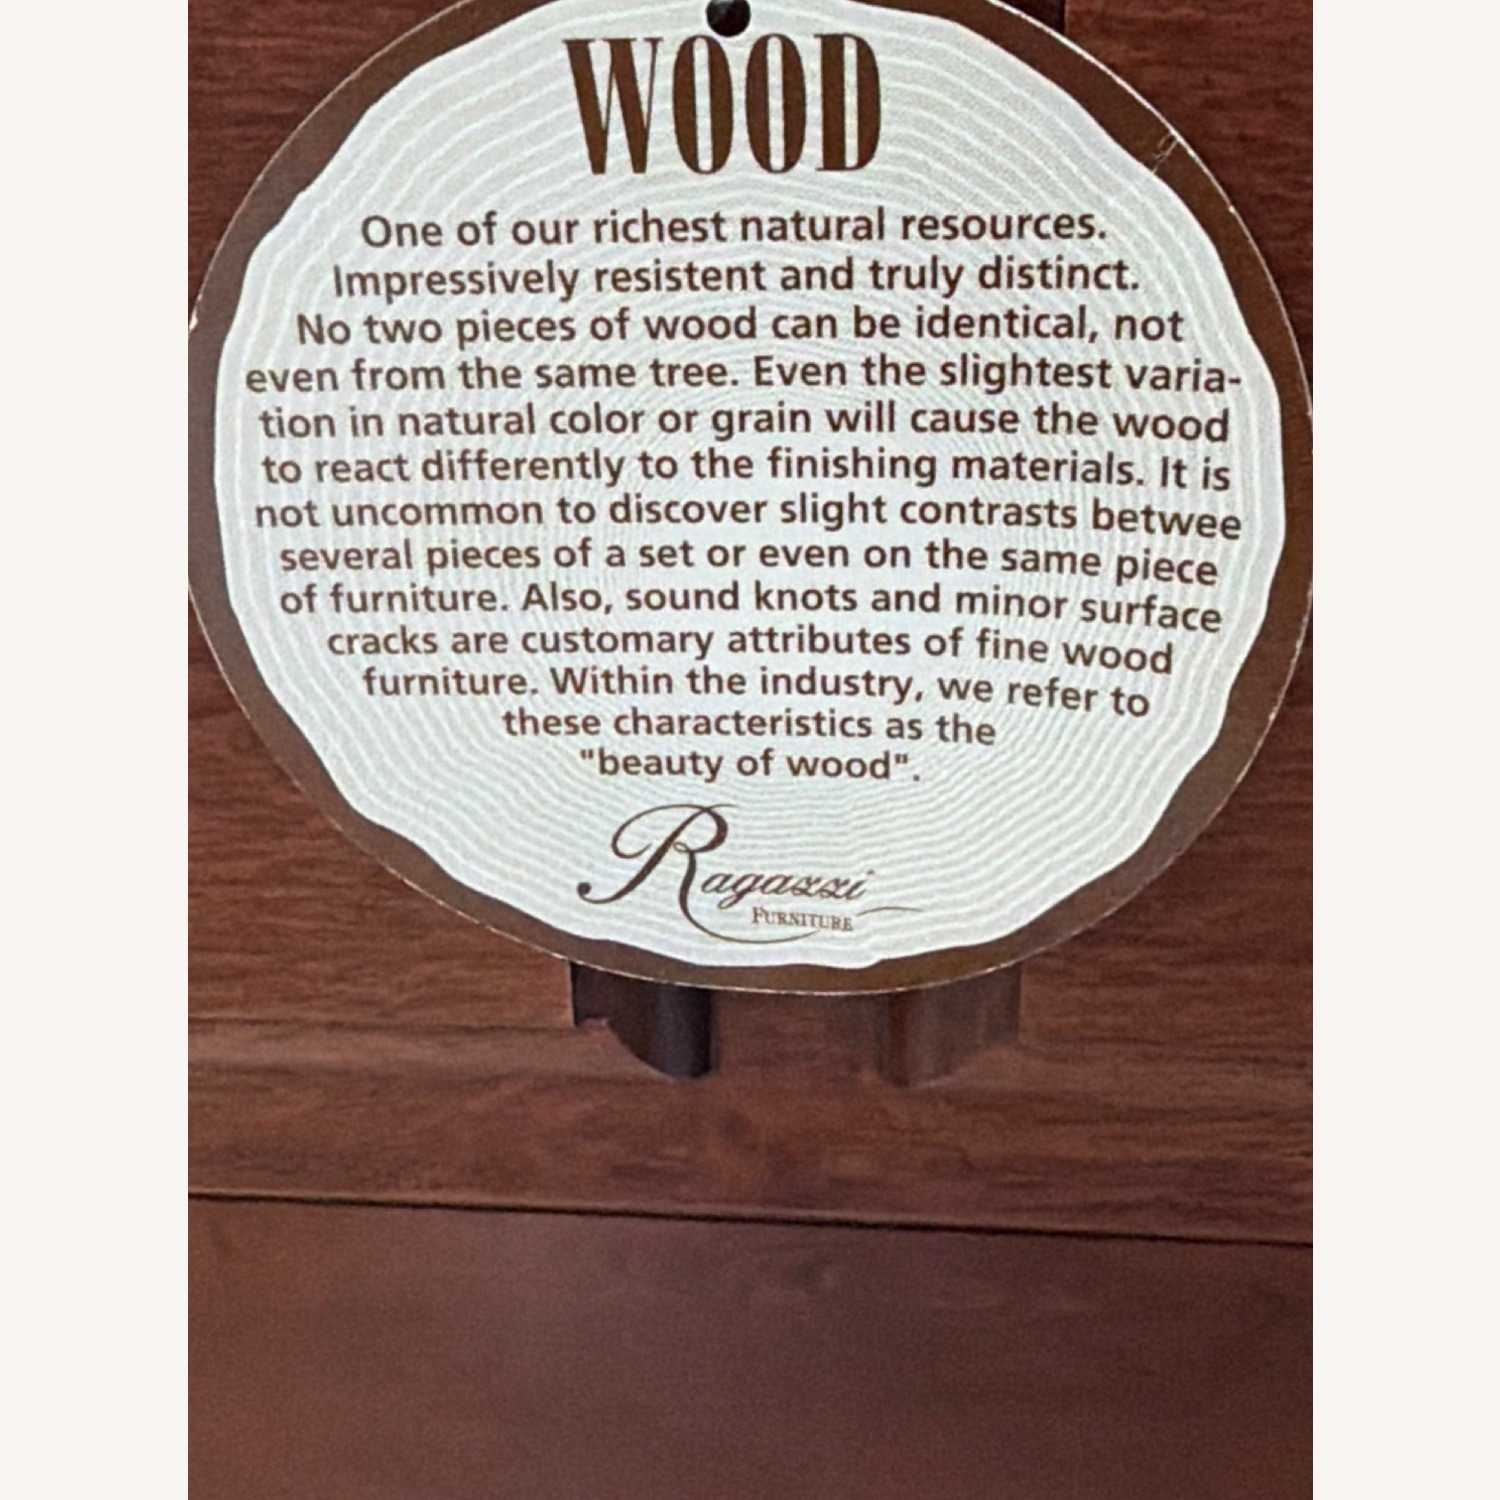 WOOD
One of our richest natural resources.
Impressively resistent and truly distinct.
No two pieces of wood can be identical, not
even from the same tree. Even the slightest varia-
tion in natural color or grain will cause the wood
to react differently to the finishing materials. It is
not uncommon to discover slight contrasts betwee
several pieces of a set or even on the same piece
of furniture. Also, sound knots and minor surface
cracks are customary attributes of fine wood
furniture. Within the industry, we refer to
these characteristics as the
"beauty of wood".
Ragazzi
FURNITURE